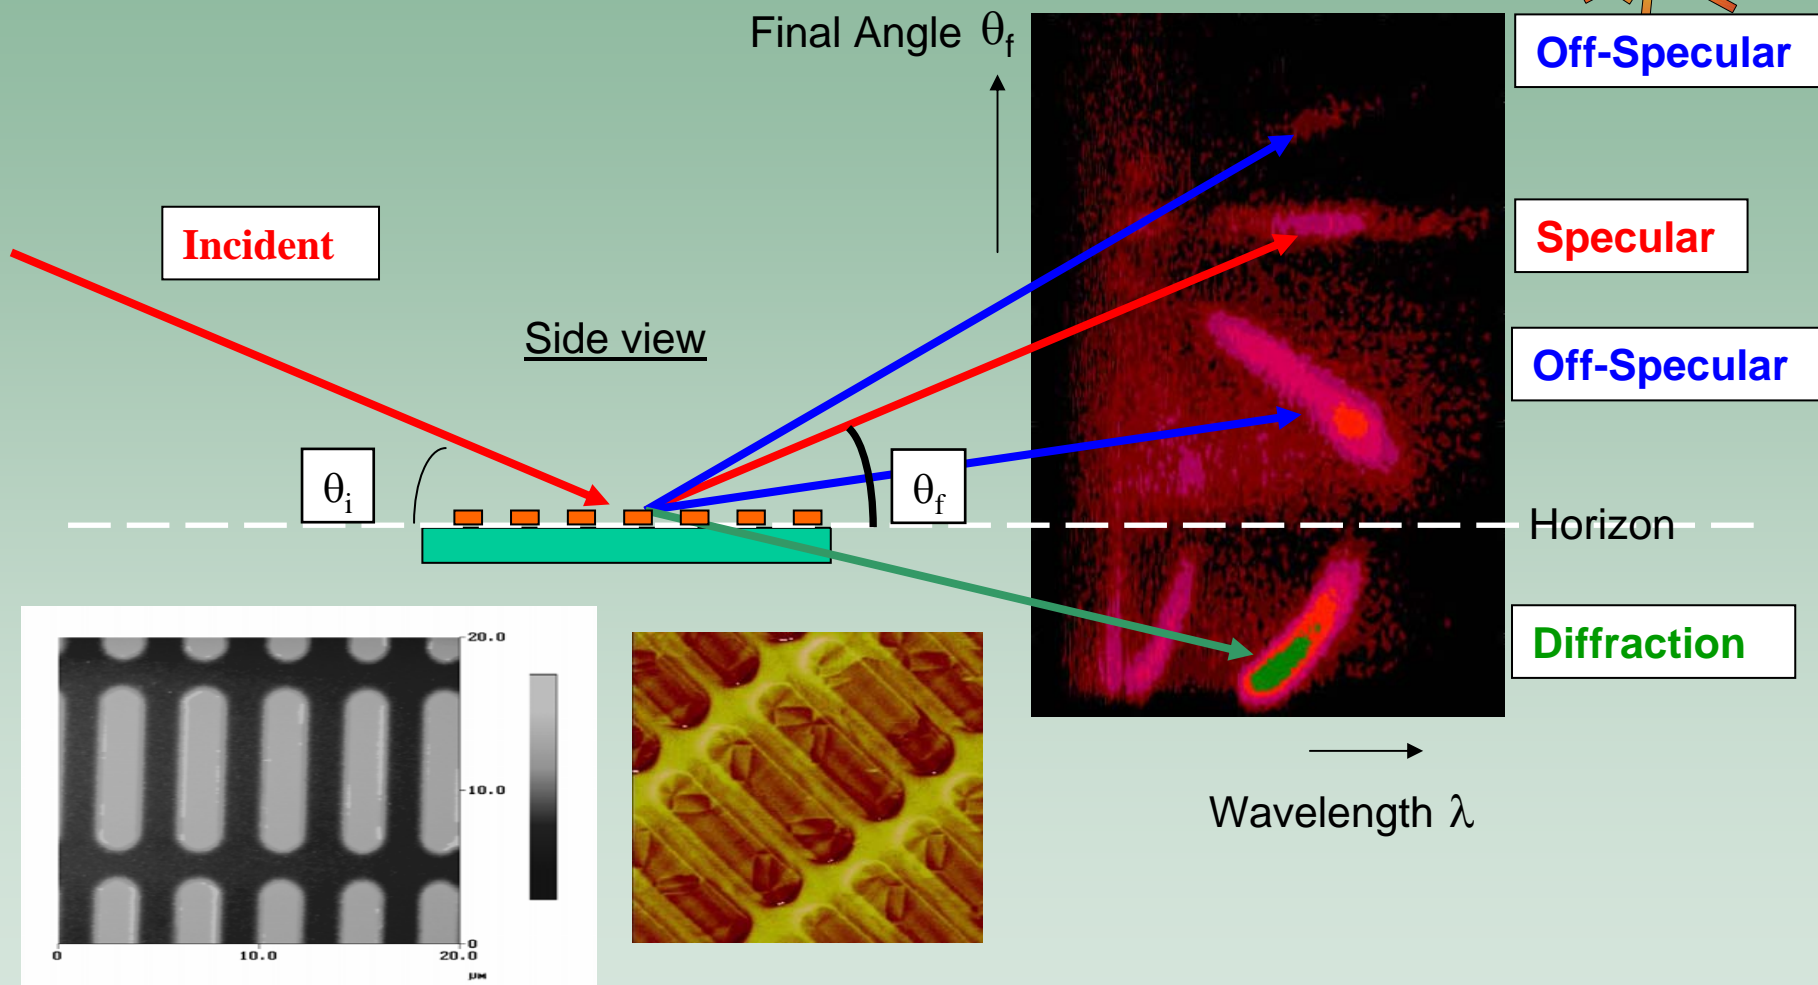 Final Angle θf
Off-Specular
Incident
Specular
Side view
Off-Specular
θi
θf
Horizon
Diffraction
20.0
10.0
0
0
10.0
20.0
μm
Wavelength λ